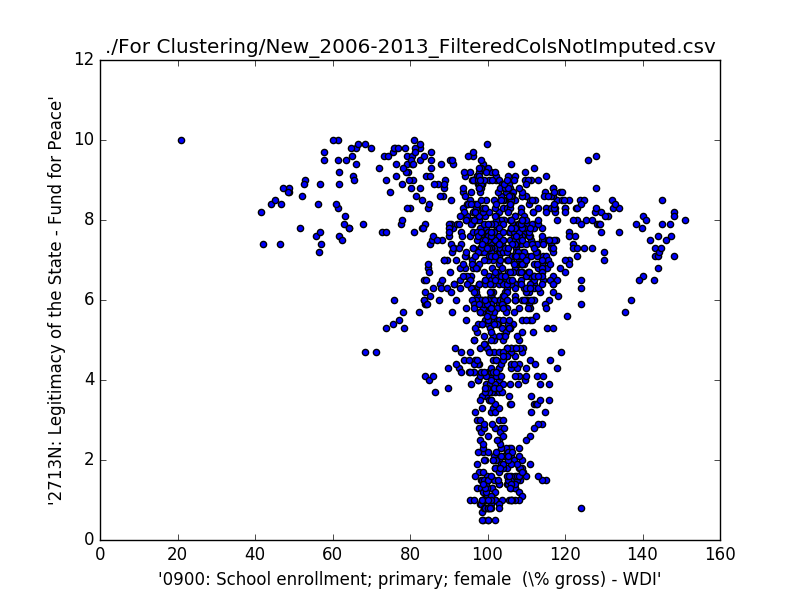 ./For Clustering/New_2006-2013_FilteredColsNotImputed.csv
12
10
8
6
4
2
0
'2713N: Legitimacy of the State - Fund for Peace'
0 20 40 60 80 100 120 140 160
'0900: School enrollment; primary; female  (\% gross) - WDI'